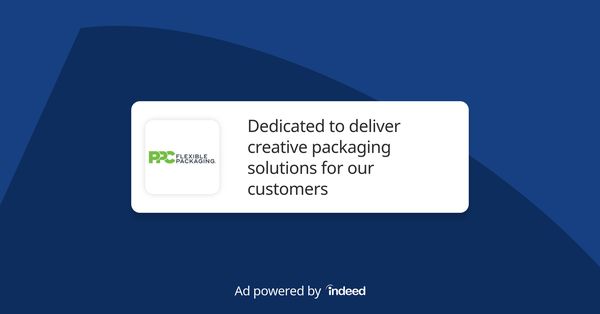 PPC FLEXIBLE
PACKAGING.
Dedicated to deliver
creative packaging
solutions for our
customers
Ad powered by indeed